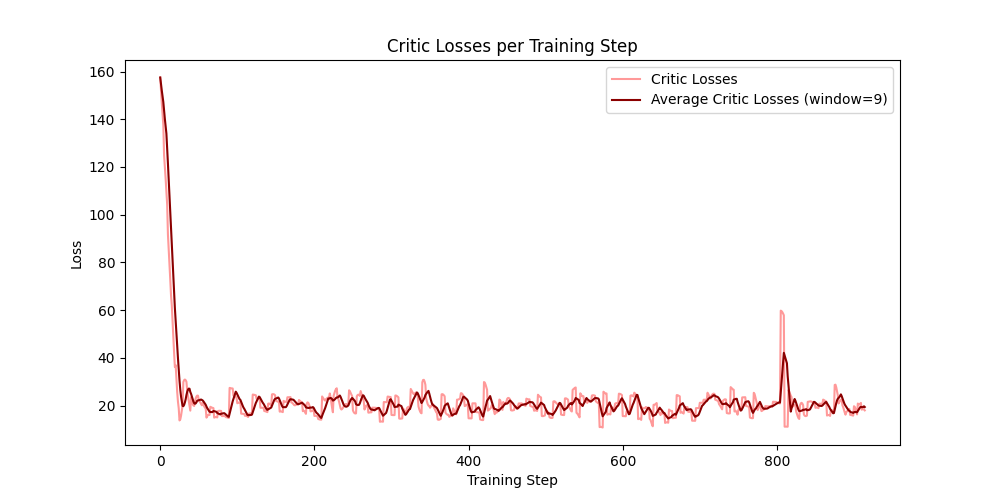 Critic Losses per Training Step
Critic Losses
Average Critic Losses (window=9)
160
140
120
100
80
60
40
20
Loss
0
200
400
600
800
Training Step